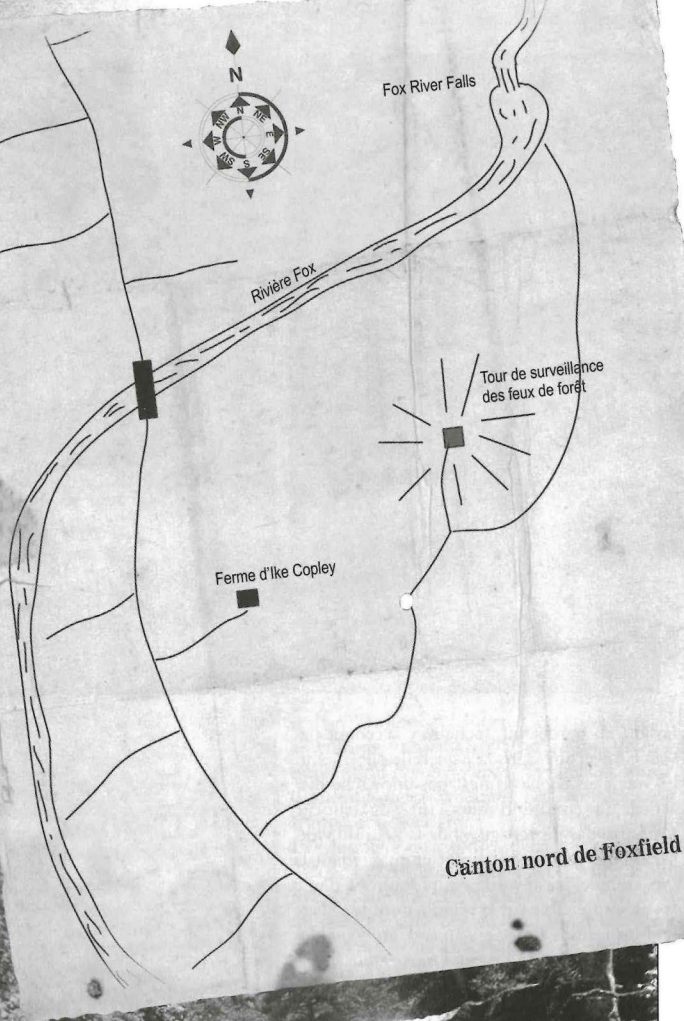 N
Fox River Falls
N
NE
E
SE
S
SW
W
NW
Rivière Fox
Tour de surveillance
des feux de forêt
Ferme d'Ike Copley
Canton nord de Foxfield